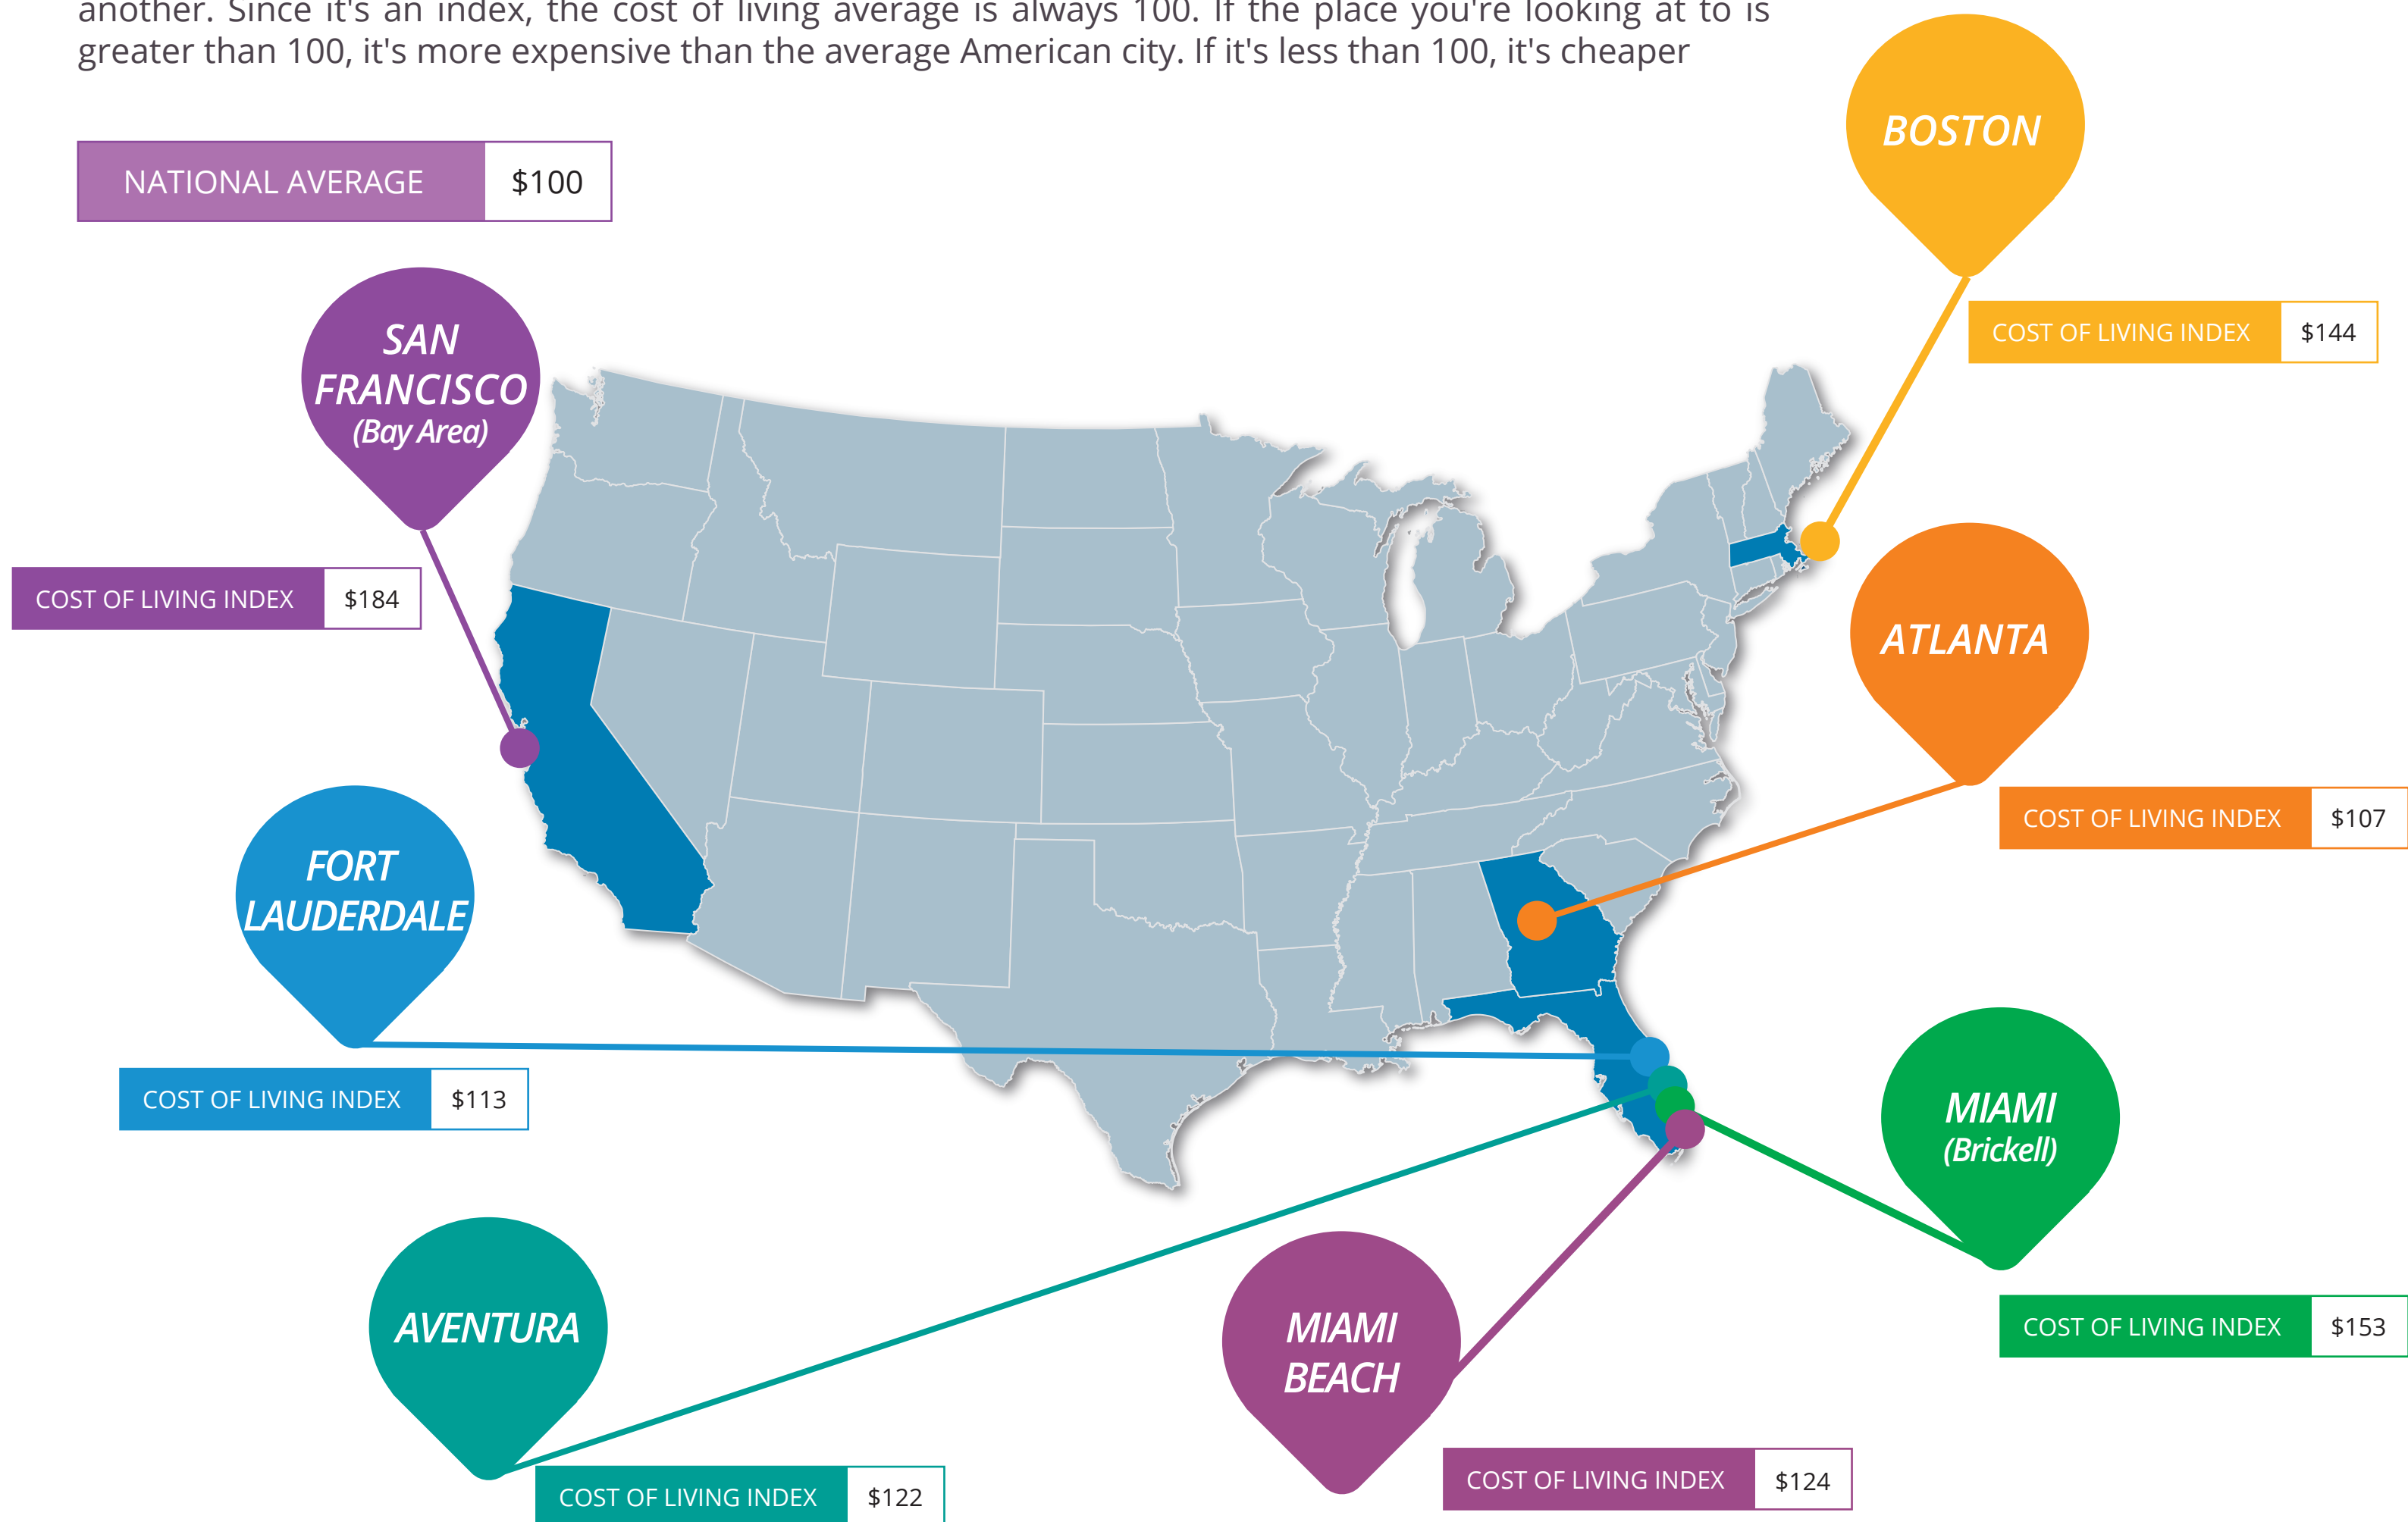 another. Since it's an index, the cost of living average is always 100. If the place you're looking at to is
greater than 100, it's more expensive than the average American city. If it's less than 100, it's cheaper
BOSTON
NATIONAL AVERAGE $100
COST OF LIVING INDEX $144
SAN
FRANCISCO
(Bay Area)
COST OF LIVING INDEX $184
ATLANTA
COST OF LIVING INDEX $107
FORT
LAUDERDALE
COST OF LIVING INDEX $113
MIAMI
(Brickell)
COST OF LIVING INDEX $153
AVENTURA
COST OF LIVING INDEX $122
MIAMI
BEACH
COST OF LIVING INDEX $124